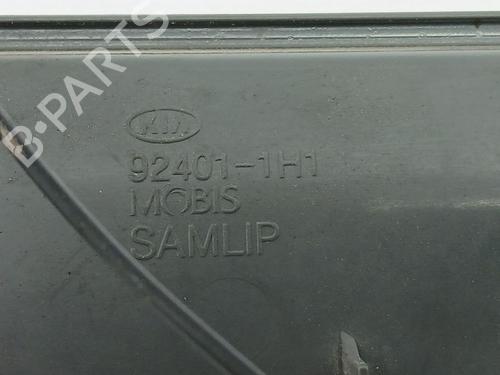 B-PARTS
KIA
92401-1H1
MOBIS
SAMLIP